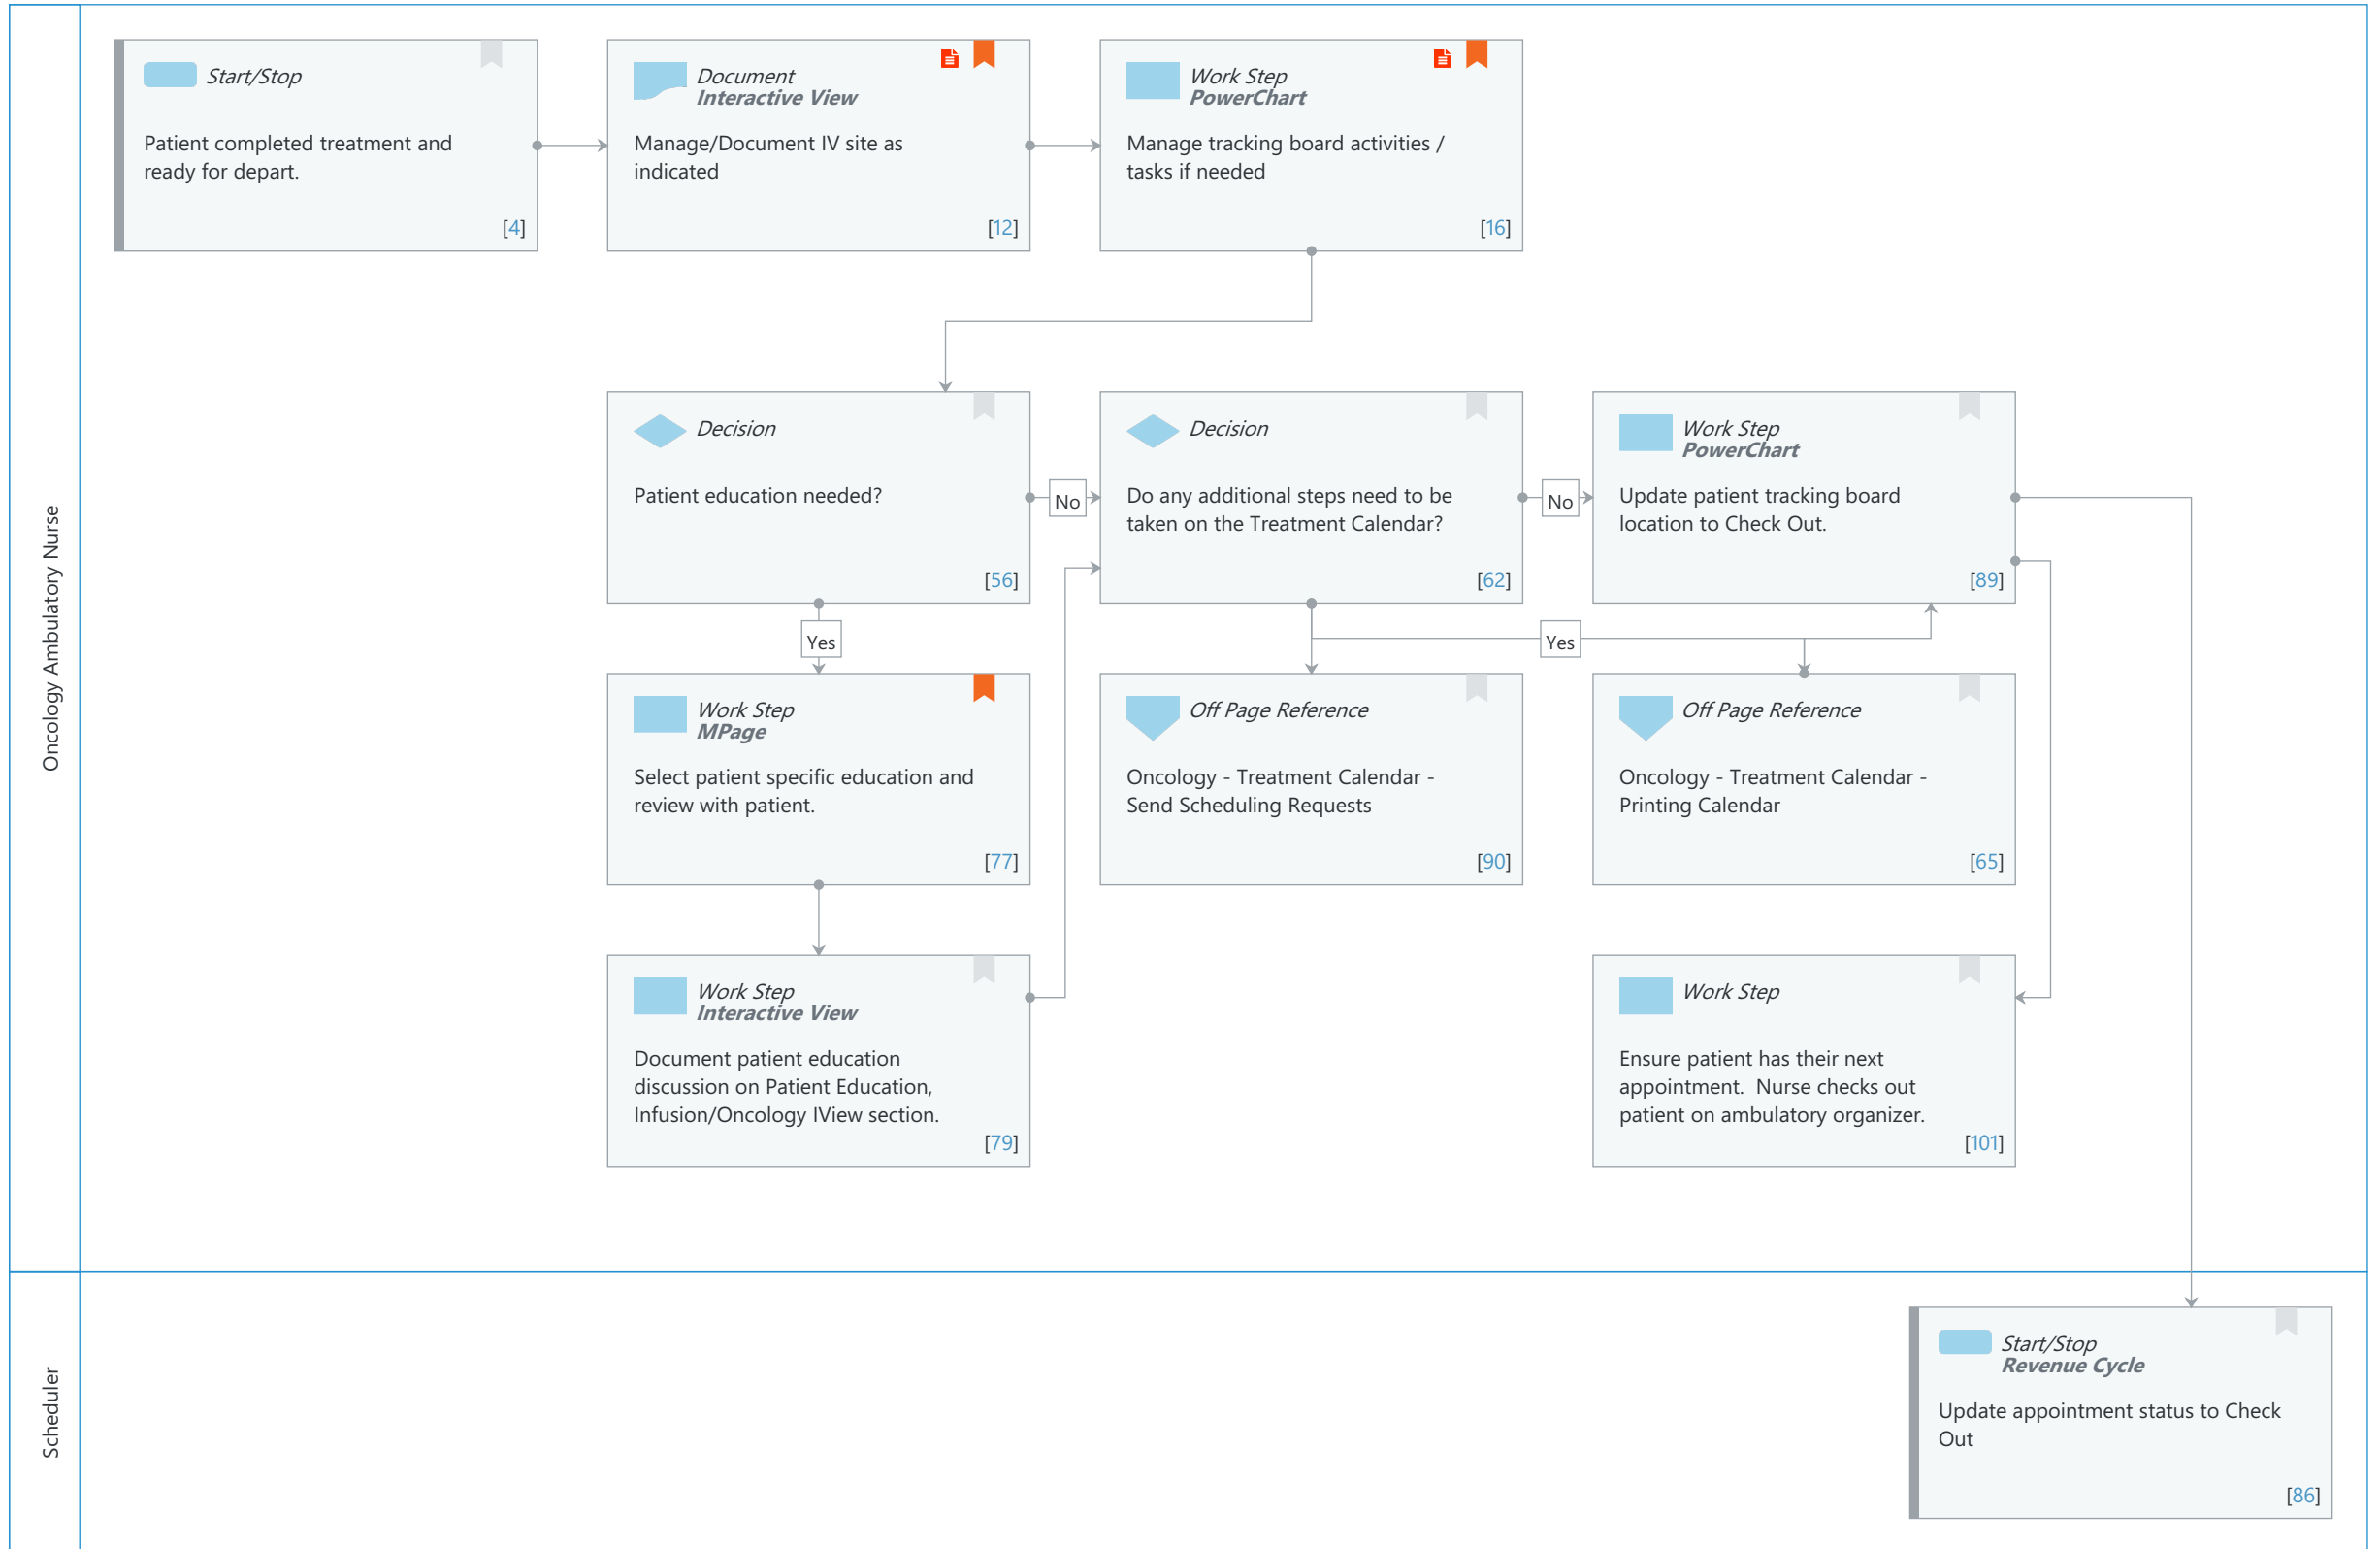 Oncology Ambulatory Nurse
Start/Stop
Patient completed treatment and
ready for depart.
[4]
Document
Interactive View
Manage/Document IV site as
indicated
[12]
Work Step
PowerChart
Manage tracking board activities /
tasks if needed
[16]
Decision
Patient education needed?
[56]
No
Decision
Do any additional steps need to be
taken on the Treatment Calendar?
[62]
No
Work Step
PowerChart
Update patient tracking board
location to Check Out.
[89]
Yes
Yes
Work Step
MPage
Select patient specific education and
review with patient.
[77]
Off Page Reference
Oncology - Treatment Calendar -
Send Scheduling Requests
[90]
Off Page Reference
Oncology - Treatment Calendar -
Printing Calendar
[65]
Work Step
Interactive View
Document patient education
discussion on Patient Education,
Infusion/Oncology IView section.
[79]
Work Step
Ensure patient has their next
appointment.  Nurse checks out
patient on ambulatory organizer.
[101]
Scheduler
Start/Stop
Revenue Cycle
Update appointment status to Check
Out
[86]